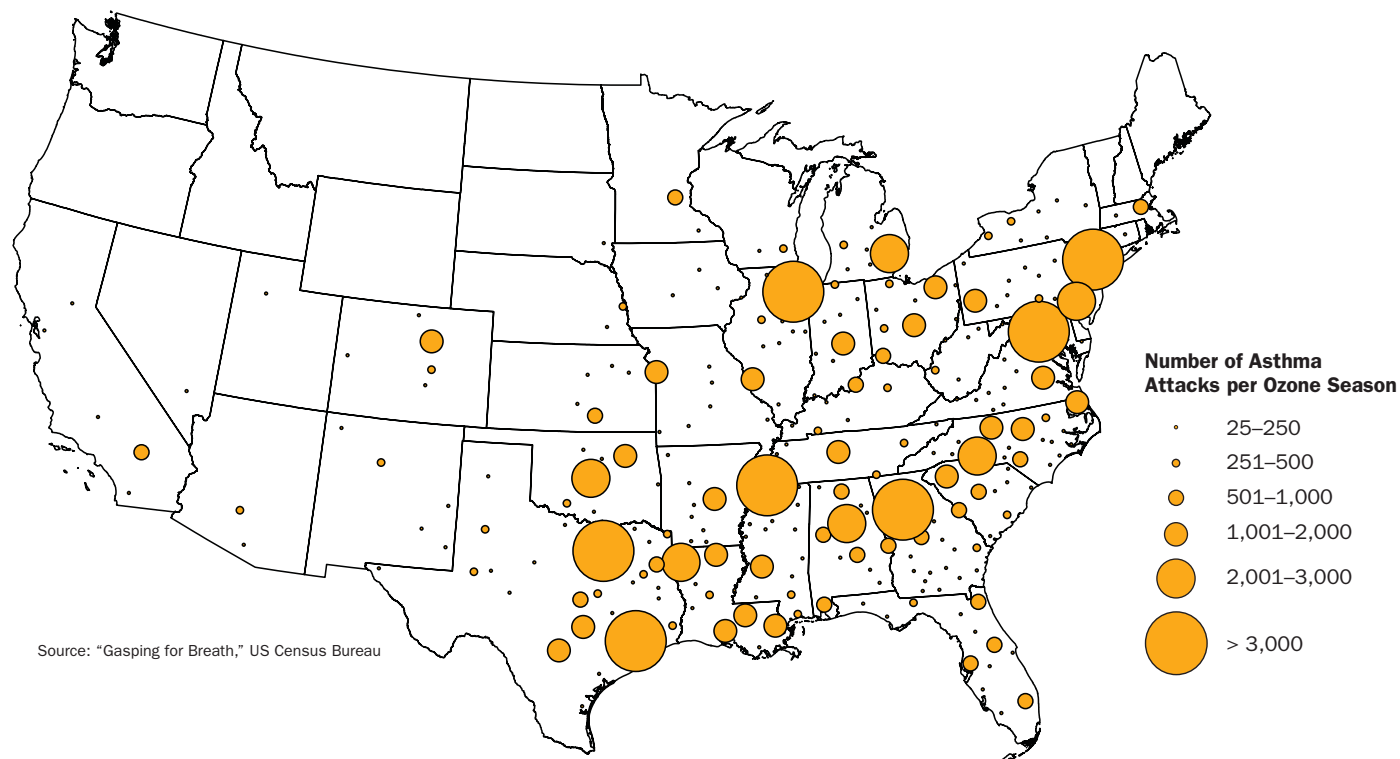 Number of Asthma
Attacks per Ozone Season
25–250
251–500
501–1,000
1,001–2,000
2,001–3,000
> 3,000
Source: “Gasping for Breath,” US Census Bureau